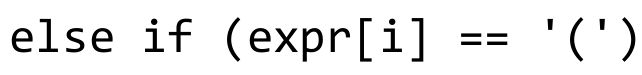 else if (expr[i] == '(')